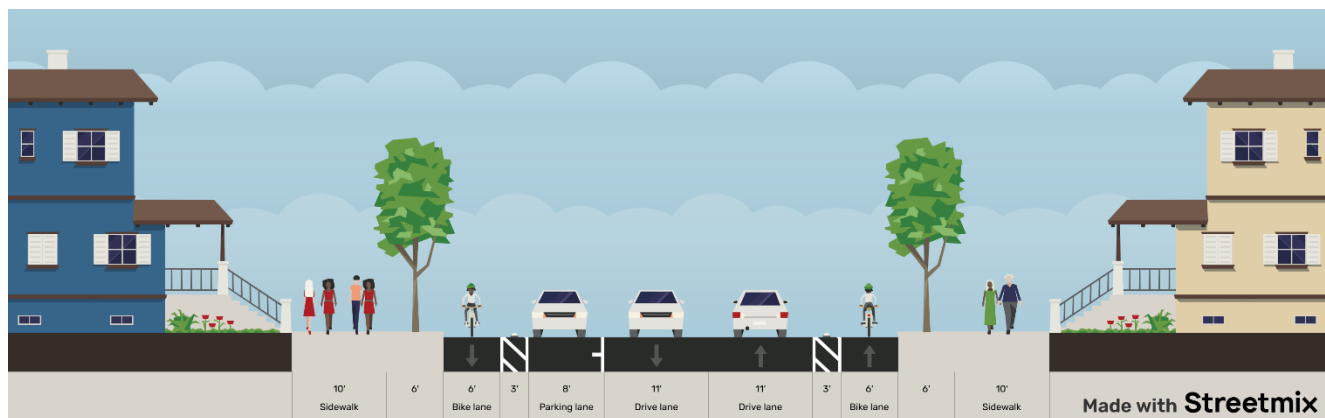 10' 6' 6' 3' 8' 11' 11' 3' 6' 6' 10'
Sidewalk Bike lane Parking lane Drive lane Drive lane Bike lane Sidewalk
Made with Streetmix